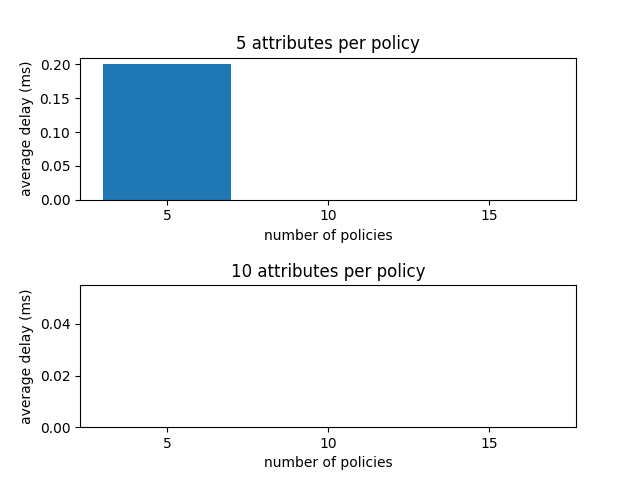 5 attributes per policy
0.20
0.15
0.10
0.05
0.00
average delay (ms)
5 10 15
number of policies
10 attributes per policy
0.04
0.02
0.00
average delay (ms)
5 10 15
number of policies